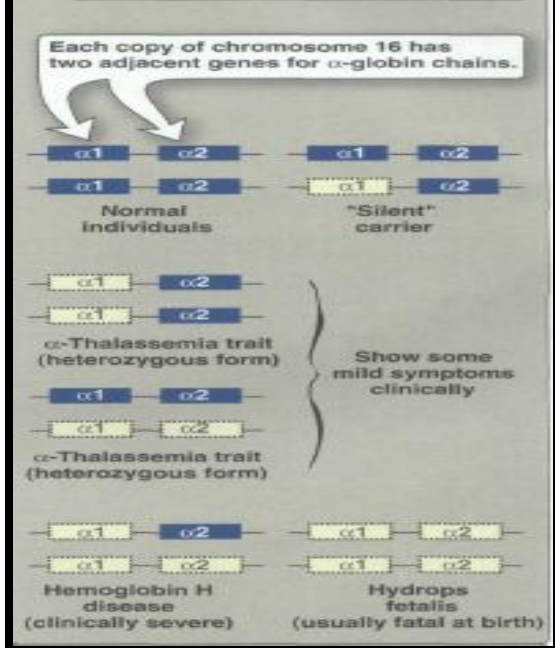 Each copy of chromosome 16 has
two adjacent genes for α-globin chains.
α1 α2 α1 α2
α1 α2 α1 α2
Normal
individuals
"Silent"
carrier
α1 α2
α1 α2
α-Thalassemia trait
(heterozygous form)
Show some
mild symptoms
clinically
α1 α2
α1 α2
α-Thalassemia trait
(heterozygous form)
α1 α2 α1 α2
α1 α2 α1 α2
Hemoglobin H
disease
(clinically severe)
Hydrops
fetalis
(usually fatal at birth)